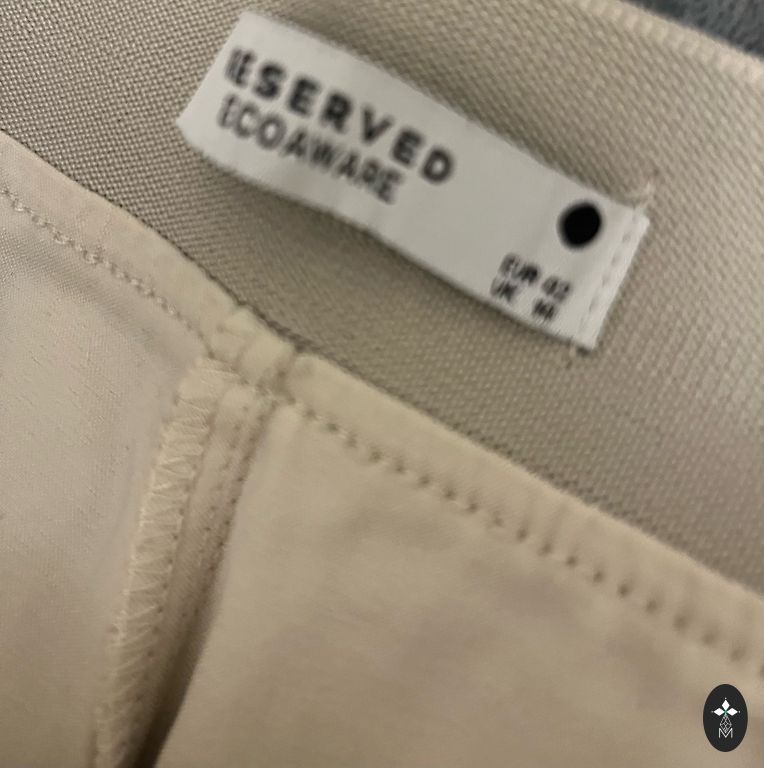 RESERVED
ECOAWARE
EUR 42
UK 14
M